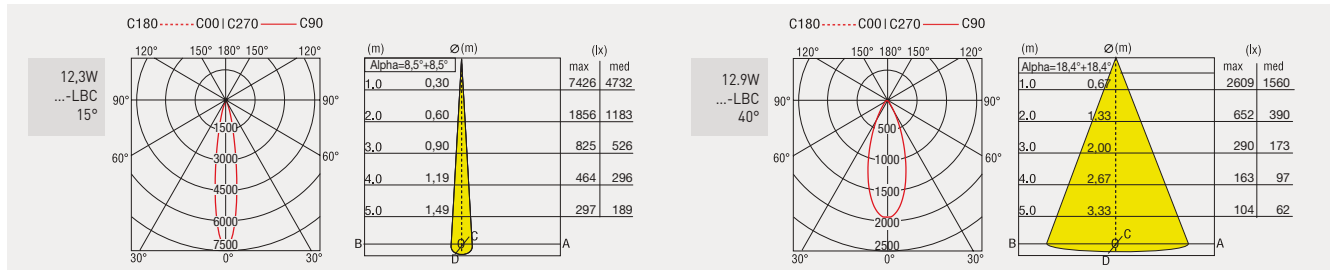 C180 -------- C00 | C270 —— C90
12,3W
...-LBC
15°
120° 150° 180° 150° 120°
90° 90°
60° 60°
30° 0° 30°
1500
3000
4500
6000
7500
(m) Ø(m) (lx)
Alpha=8,5°+8,5° max med
1.0 0,30 7426 4732
2.0 0,60 1856 1183
3.0 0,90 825 526
4.0 1,19 464 296
5.0 1,49 297 189
B C A
D
C180 -------- C00 | C270 —— C90
12.9W
...-LBC
40°
120° 150° 180° 150° 120°
90° 90°
60° 60°
30° 0° 30°
500
1000
1500
2000
2500
(m) Ø(m) (lx)
Alpha=18,4°+18,4° max med
1.0 0,67 2609 1560
2.0 1,33 652 390
3.0 2,00 290 173
4.0 2,67 163 97
5.0 3,33 104 62
B C A
D